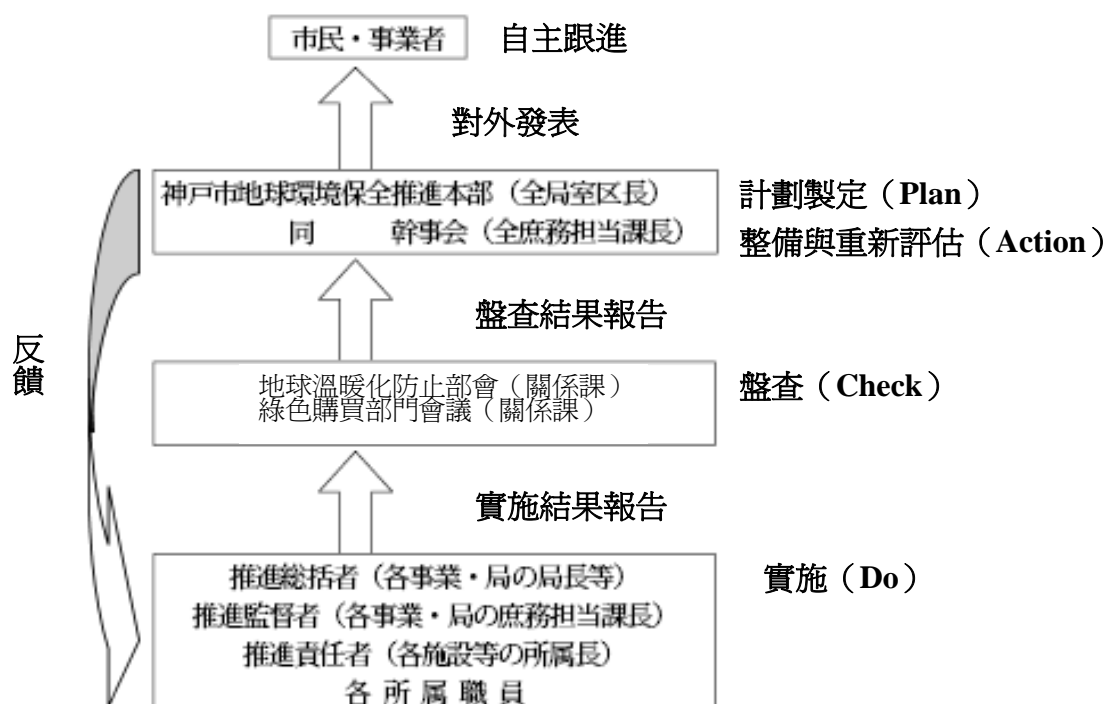 市民・事業者 自主跟進
對外發表
神戸市地球環境保全推進本部(全局室区長) 計劃製定(Plan)
同 幹事会(全庶務担当課長) 整備與重新評估(Action)
盤查結果報告
反饋
地球溫暖化防止部會(關係課) 盤查(Check)
綠色購買部門會議(關係課)
實施結果報告
推進総括者(各事業・局の局長等) 實施(Do)
推進監督者(各事業・局の庶務担当課長)
推進責任者(各施設等の所属長)
各所属職員